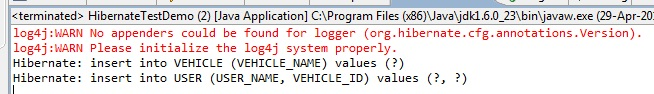 <terminated> HibernateTestDemo (2) [Java Application] C:\Program Files (x86)\Java\jdk1.6.0_23\bin\javaw.exe (29-Apr-20
log4j:WARN No appenders could be found for logger (org.hibernate.cfg.annotations.Version).
log4j:WARN Please initialize the log4j system properly.
Hibernate: insert into VEHICLE (VEHICLE_NAME) values (?)
Hibernate: insert into USER (USER_NAME, VEHICLE_ID) values (?, ?)